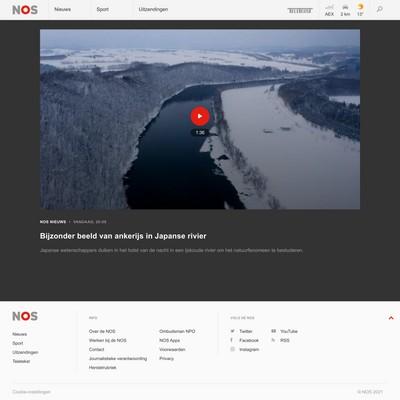 NOS
Nieuws
Sport
Uitzendingen
AEX
2 km
13°
1:36
NOS NIEUWS • VANDAAG, 20:06
Bijzonder beeld van ankerijs in Japanse rivier
Japanse wetenschappers duiken in het holst van de nacht in een ijskoude rivier om het natuurfenomeen te bestuderen.
NOS
Nieuws
Sport
Uitzendingen
Teletekst
INFO
Over de NOS
Werken bij de NOS
Contact
Journalistieke verantwoording
Herstelrubriek
Ombudsman NPO
NOS Apps
Voorwaarden
Privacy
VOLG DE NOS
Twitter
Facebook
Instagram
YouTube
RSS
Cookie-instellingen
© NOS 2021